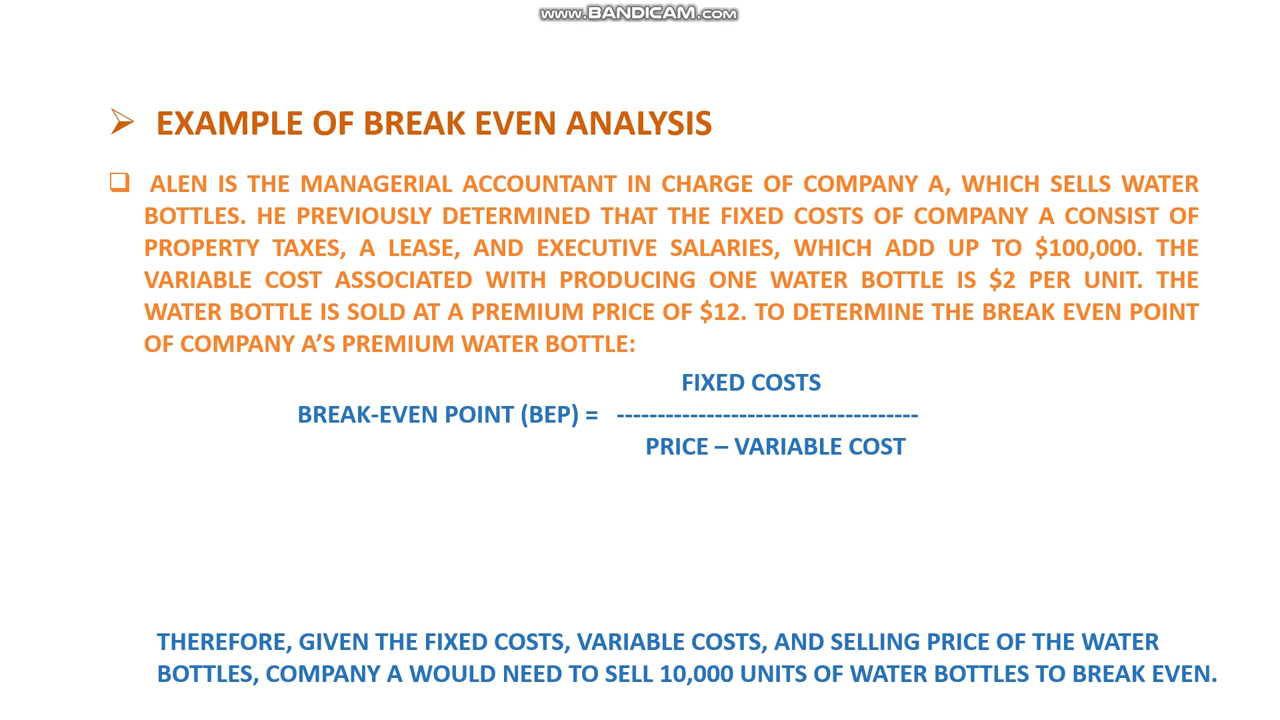 www.BANDICAM.com
EXAMPLE OF BREAK EVEN ANALYSIS
ALEN IS THE MANAGERIAL ACCOUNTANT IN CHARGE OF COMPANY A, WHICH SELLS WATER
BOTTLES. HE PREVIOUSLY DETERMINED THAT THE FIXED COSTS OF COMPANY A CONSIST OF
PROPERTY TAXES, A LEASE, AND EXECUTIVE SALARIES, WHICH ADD UP TO $100,000. THE
VARIABLE COST ASSOCIATED WITH PRODUCING ONE WATER BOTTLE IS $2 PER UNIT. THE
WATER BOTTLE IS SOLD AT A PREMIUM PRICE OF $12. TO DETERMINE THE BREAK EVEN POINT
OF COMPANY A’S PREMIUM WATER BOTTLE:
FIXED COSTS
BREAK-EVEN POINT (BEP) = -------------------------------------
PRICE – VARIABLE COST
THEREFORE, GIVEN THE FIXED COSTS, VARIABLE COSTS, AND SELLING PRICE OF THE WATER
BOTTLES, COMPANY A WOULD NEED TO SELL 10,000 UNITS OF WATER BOTTLES TO BREAK EVEN.